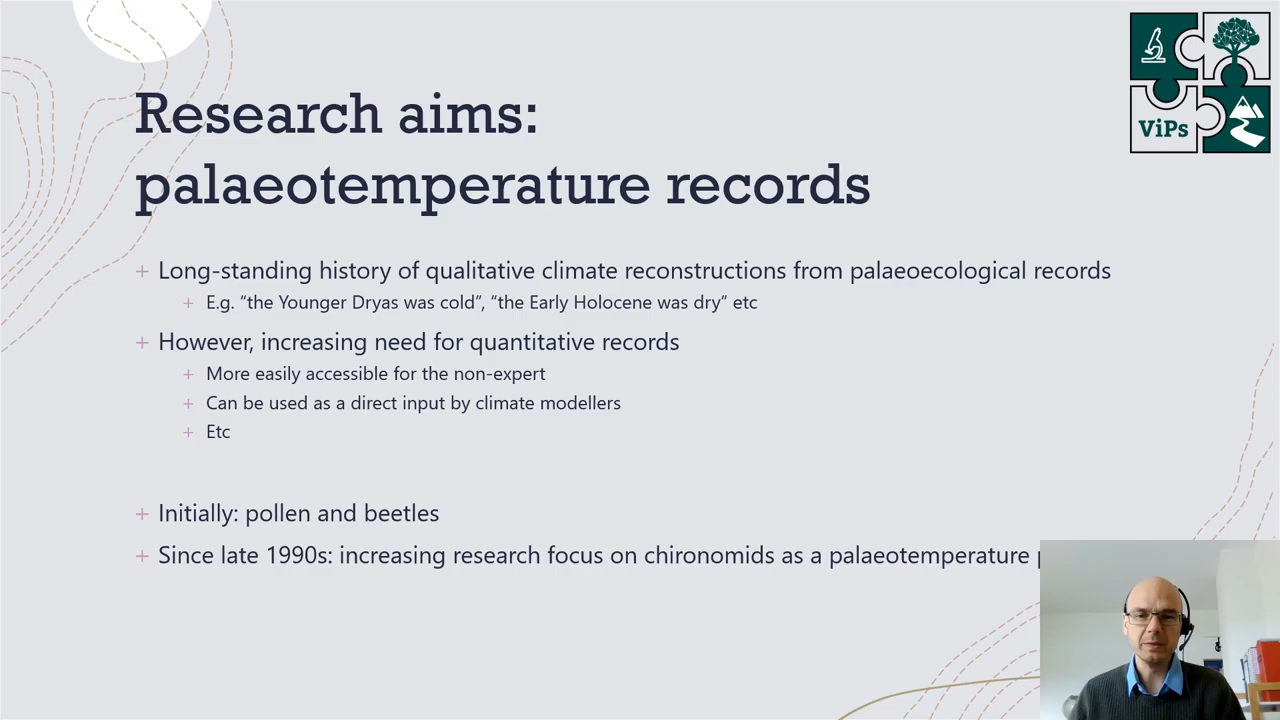 ViPs
Research aims:
palaeotemperature records
+ Long-standing history of qualitative climate reconstructions from palaeoecological records
+ E.g. “the Younger Dryas was cold”, “the Early Holocene was dry” etc
+ However, increasing need for quantitative records
+ More easily accessible for the non-expert
+ Can be used as a direct input by climate modellers
+ Etc
+ Initially: pollen and beetles
+ Since late 1990s: increasing research focus on chironomids as a palaeotemperature